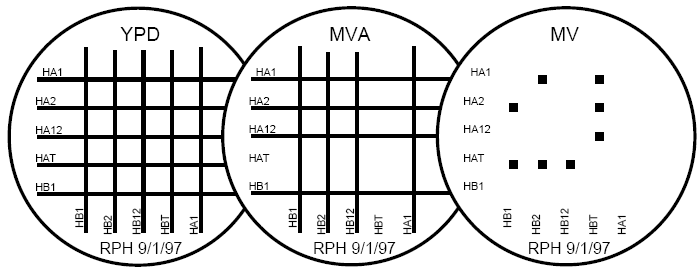 YPD
HA1
HA2
HA12
HAT
HB1
HB1 HB2 HB12 HBT HA1
RPH 9/1/97
MVA
HA1
HA2
HA12
HAT
HB1
HB1 HB2 HB12 HBT HA1
RPH 9/1/97
MV
HA1
HA2
HA12
HAT
HB1
HB1 HB2 HB12 HBT HA1
RPH 9/1/97